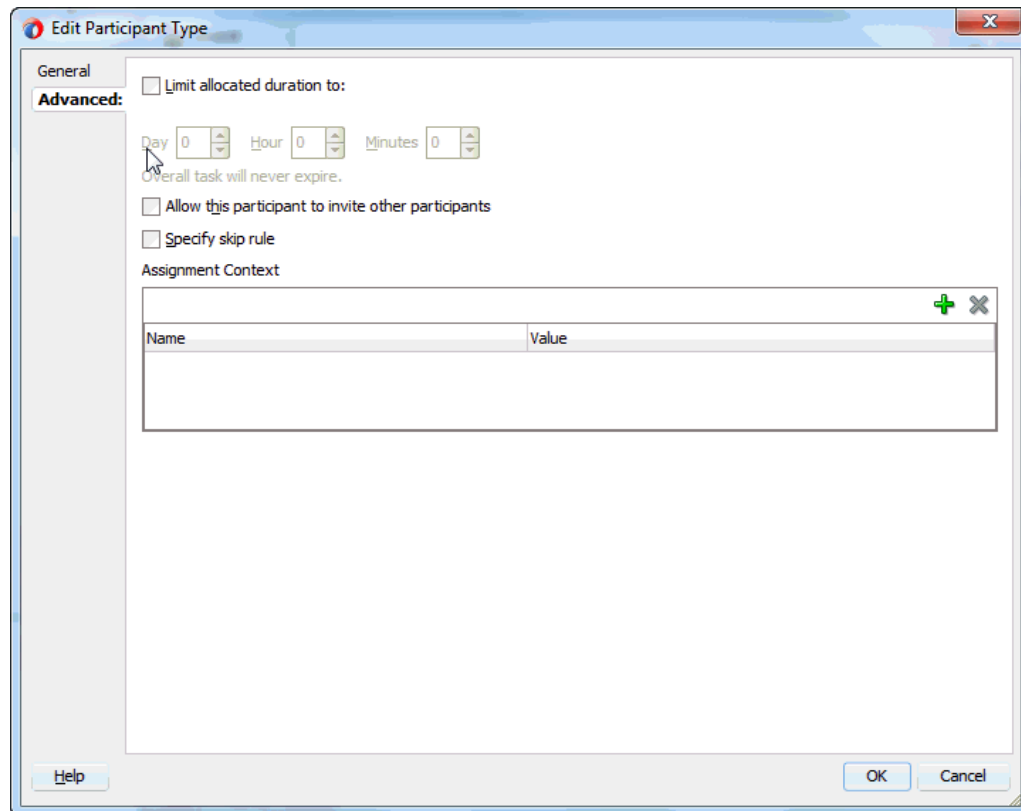 Edit Participant Type
General
Advanced:
Limit allocated duration to:
Day 0 Hour 0 Minutes 0
Overall task will never expire.
Allow this participant to invite other participants
Specify skip rule
Assignment Context
Name Value
Help OK Cancel